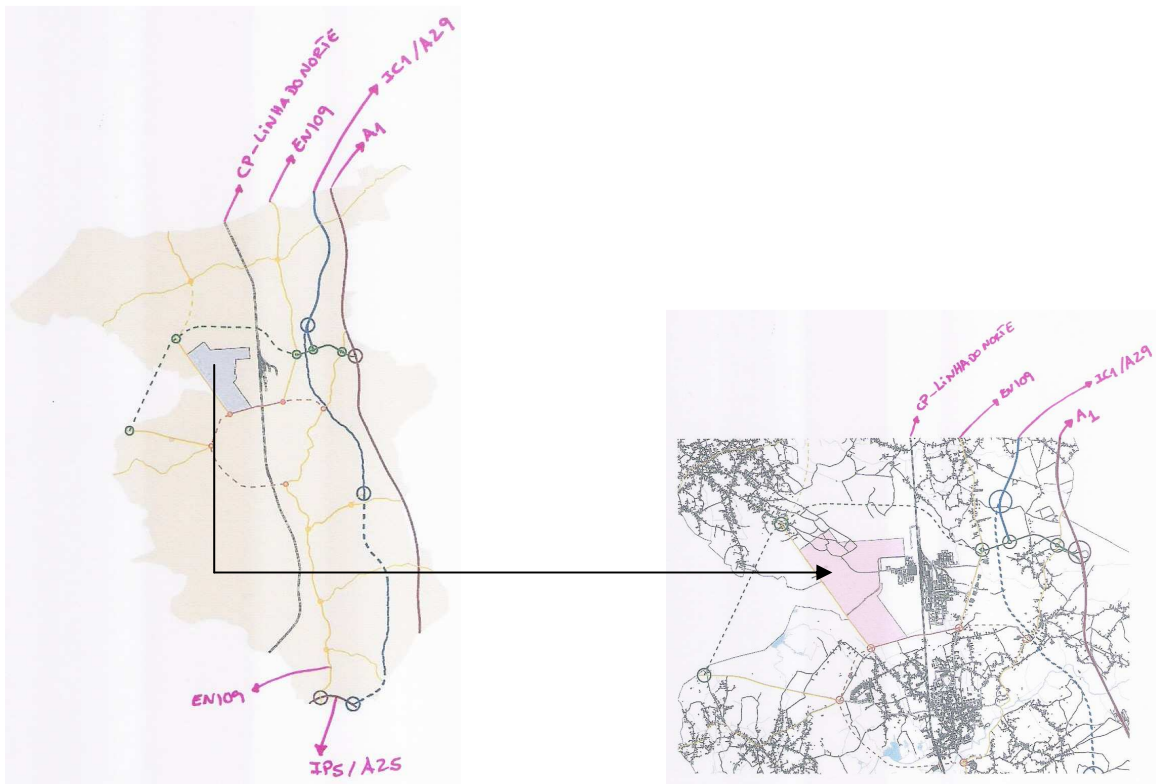 CP-LINHA DO NORTE
EN109
IC1/A29
A1
EN109
IP5/A25
CP-LINHA DO NORTE
EN109
IC1/A29
A1